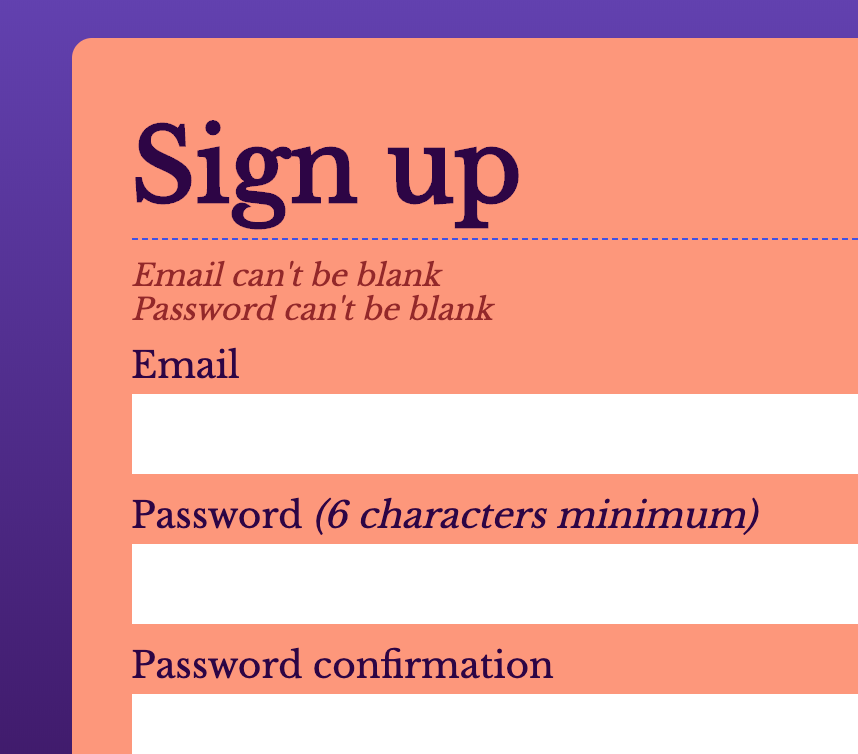 Sign up
Email can't be blank
Password can't be blank
Email
Password (6 characters minimum)
Password confirmation